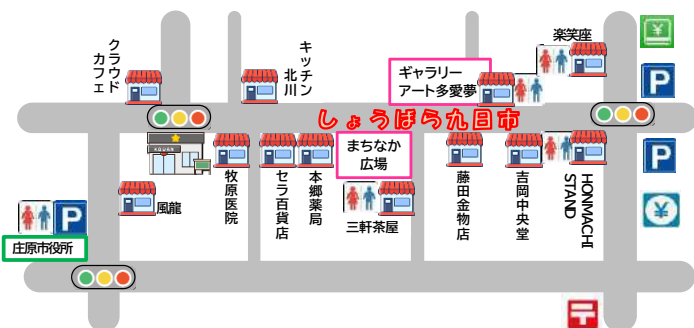 楽笑座
クラウド
カフェ
キッチン
北川
ギャラリー
アート多愛夢
P
しょうばら九日市
まちなか
広場
P
牧原医院
セラ百貨店
本郷薬局
藤田金物店
吉岡中央堂
HONMACHI
STAND
風龍
三軒茶屋
P
¥
庄原市役所
〒